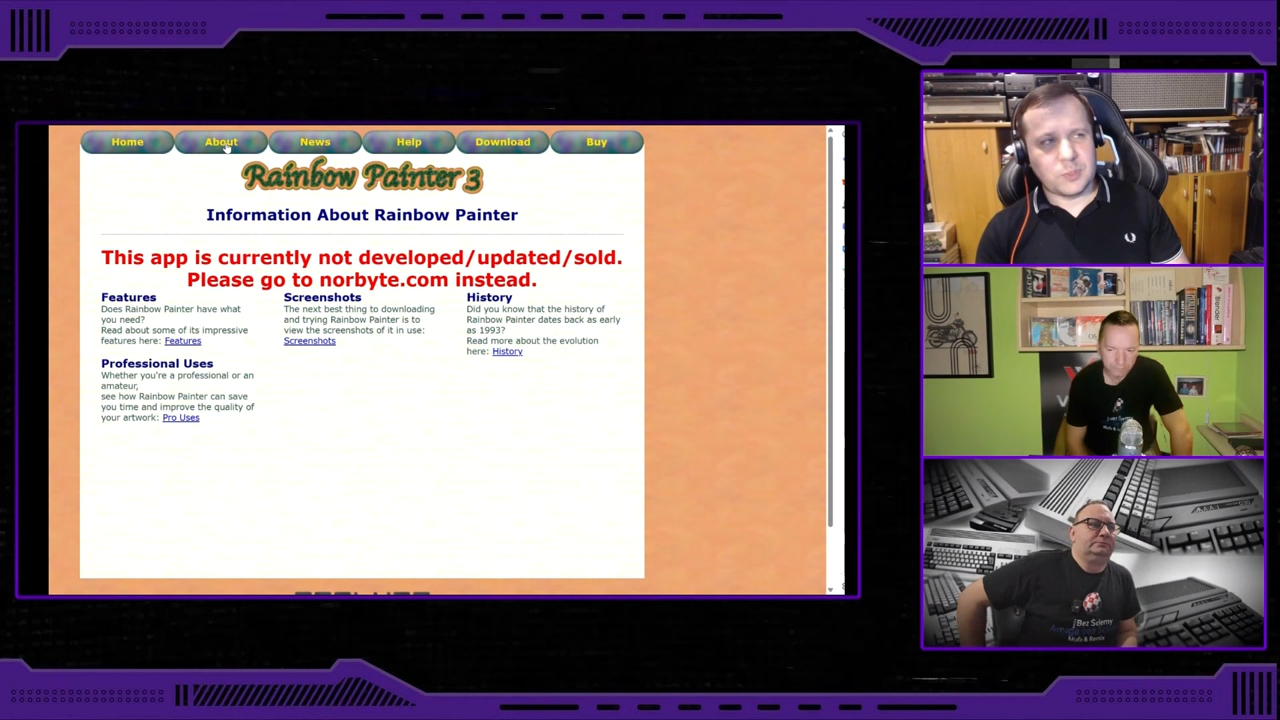 Home
About
News
Help
Download
Buy
Rainbow Painter 3
Information About Rainbow Painter
This app is currently not developed/updated/sold.
Please go to norbyte.com instead.
Features
Does Rainbow Painter have what
you need?
Read about some of its impressive
features here: Features
Screenshots
The next best thing to downloading
and trying Rainbow Painter is to
view the screenshots of it in use:
Screenshots
History
Did you know that the history of
Rainbow Painter dates back as early
as 1993?
Read more about the evolution
here: History
Professional Uses
Whether you're a professional or an
amateur,
see how Rainbow Painter can save
you time and improve the quality of
your artwork: Pro Uses
Blender
Bez Ściemy